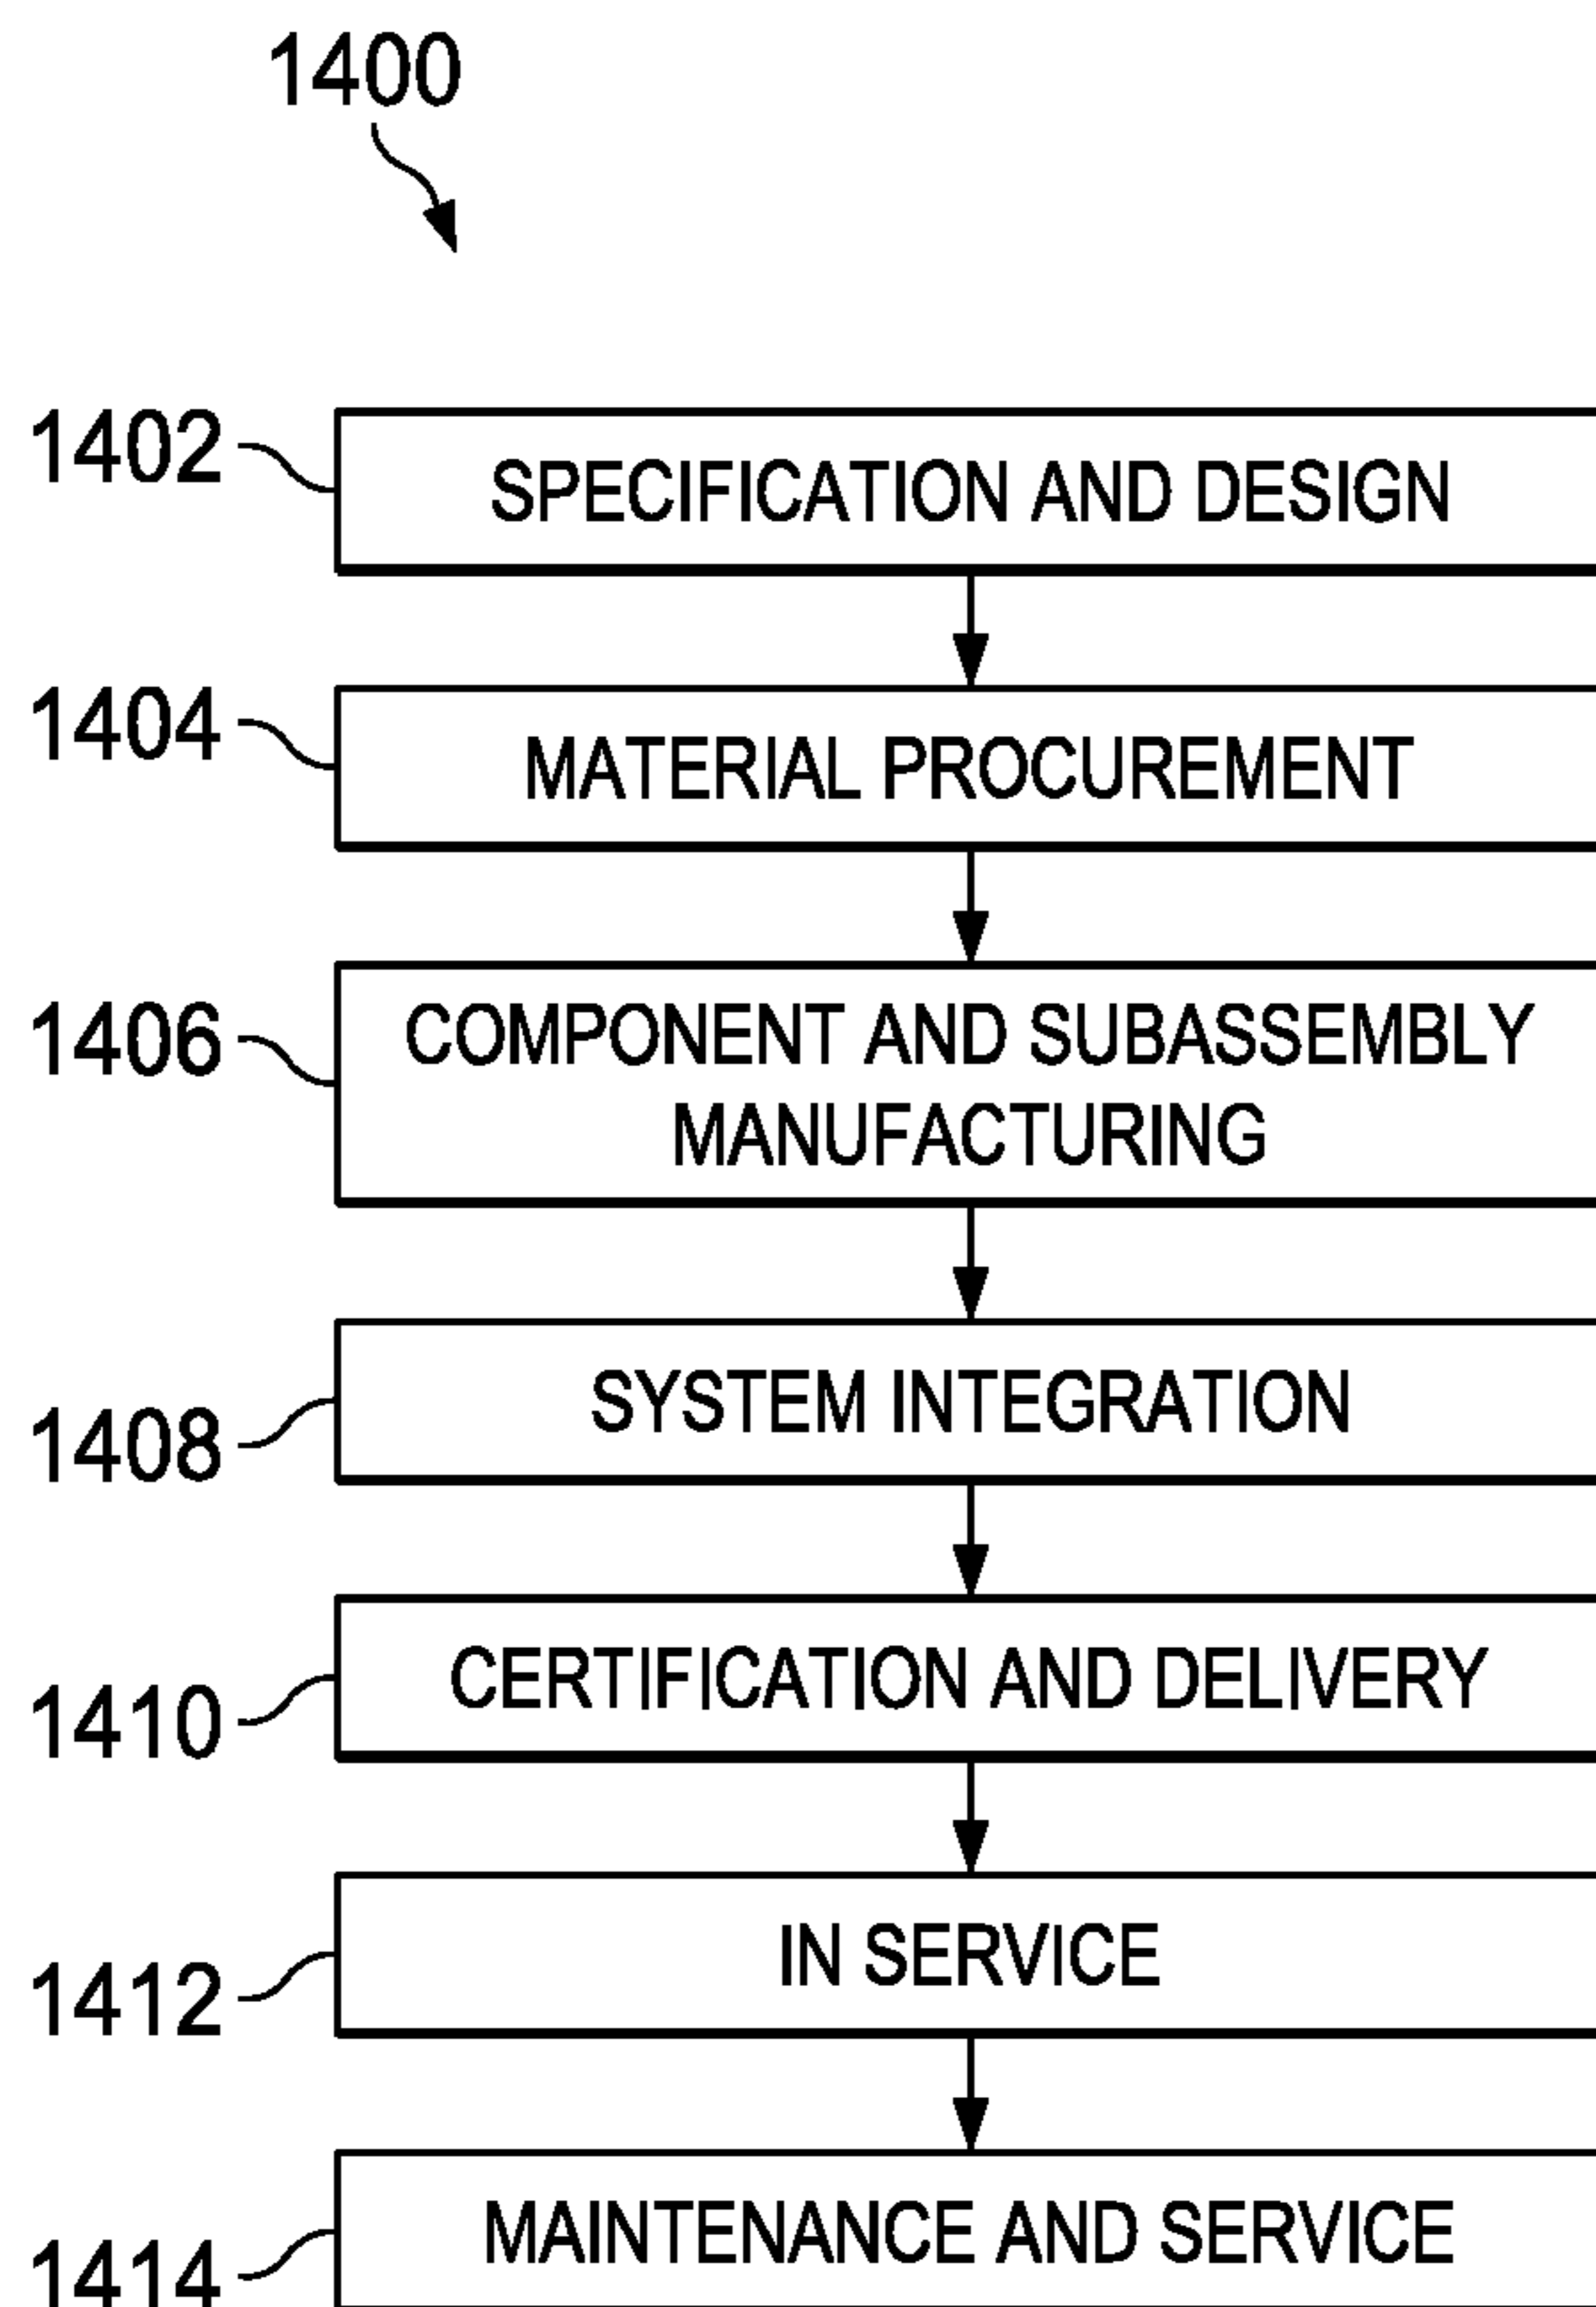 1400
1402
SPECIFICATION AND DESIGN
1404
MATERIAL PROCUREMENT
1406
COMPONENT AND SUBASSEMBLY
MANUFACTURING
1408
SYSTEM INTEGRATION
1410
CERTIFICATION AND DELIVERY
1412
IN SERVICE
1414
MAINTENANCE AND SERVICE